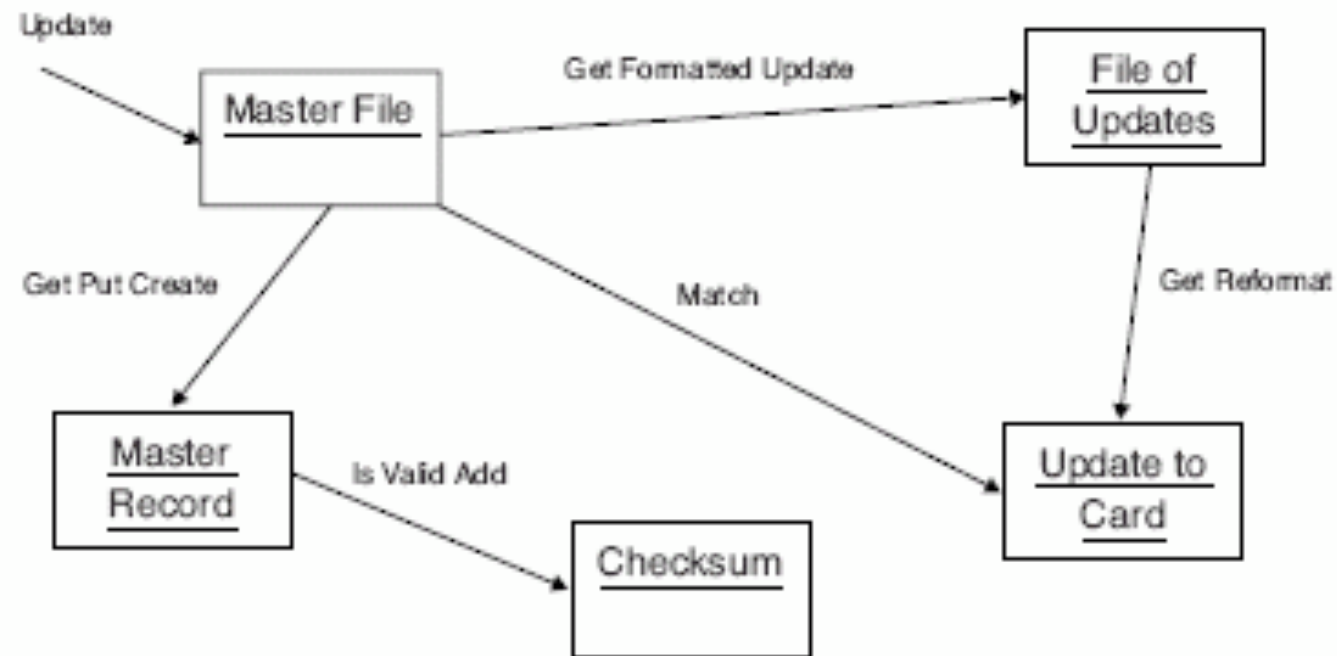 Update
Master File
Get Formatted Update
File of
Updates
Get Put Create
Match
Get Reformat
Master
Record
Is Valid Add
Update to
Card
Checksum